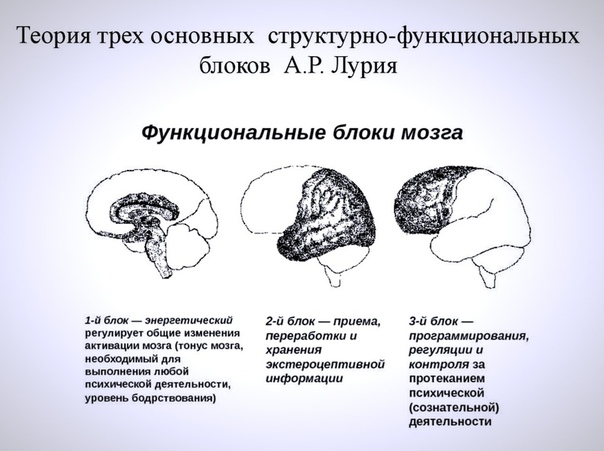 Теория трех основных структурно-функциональных
блоков А.Р. Лурия
Функциональные блоки мозга
1-й блок — энергетический
регулирует общие изменения
активации мозга (тонус мозга,
необходимый для
выполнения любой
психической деятельности,
уровень бодрствования)
2-й блок — приема,
переработки и
хранения
экстероцептивной
информации
3-й блок —
программирования,
регуляции и
контроля за
протеканием
психической
(сознательной)
деятельности